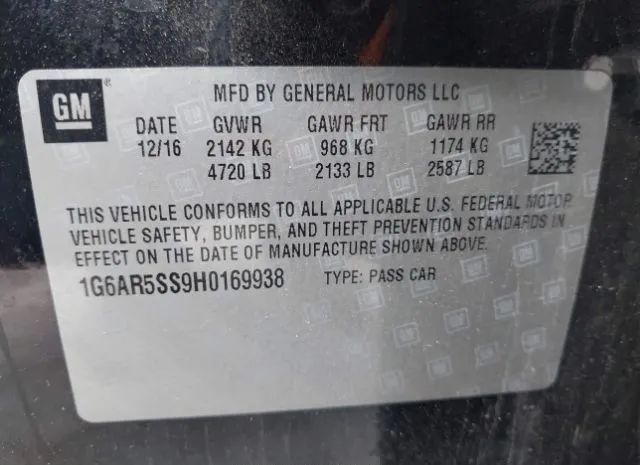 GM ®
MFD BY GENERAL MOTORS LLC
DATE GVWR GAWR FRT GAWR RR
12/16 2142 KG 968 KG 1174 KG
4720 LB 2133 LB 2587 LB
THIS VEHICLE CONFORMS TO ALL APPLICABLE U.S. FEDERAL MOTOR
VEHICLE SAFETY, BUMPER, AND THEFT PREVENTION STANDARDS IN
EFFECT ON THE DATE OF MANUFACTURE SHOWN ABOVE.
1G6AR5SS9H0169938 TYPE: PASS CAR